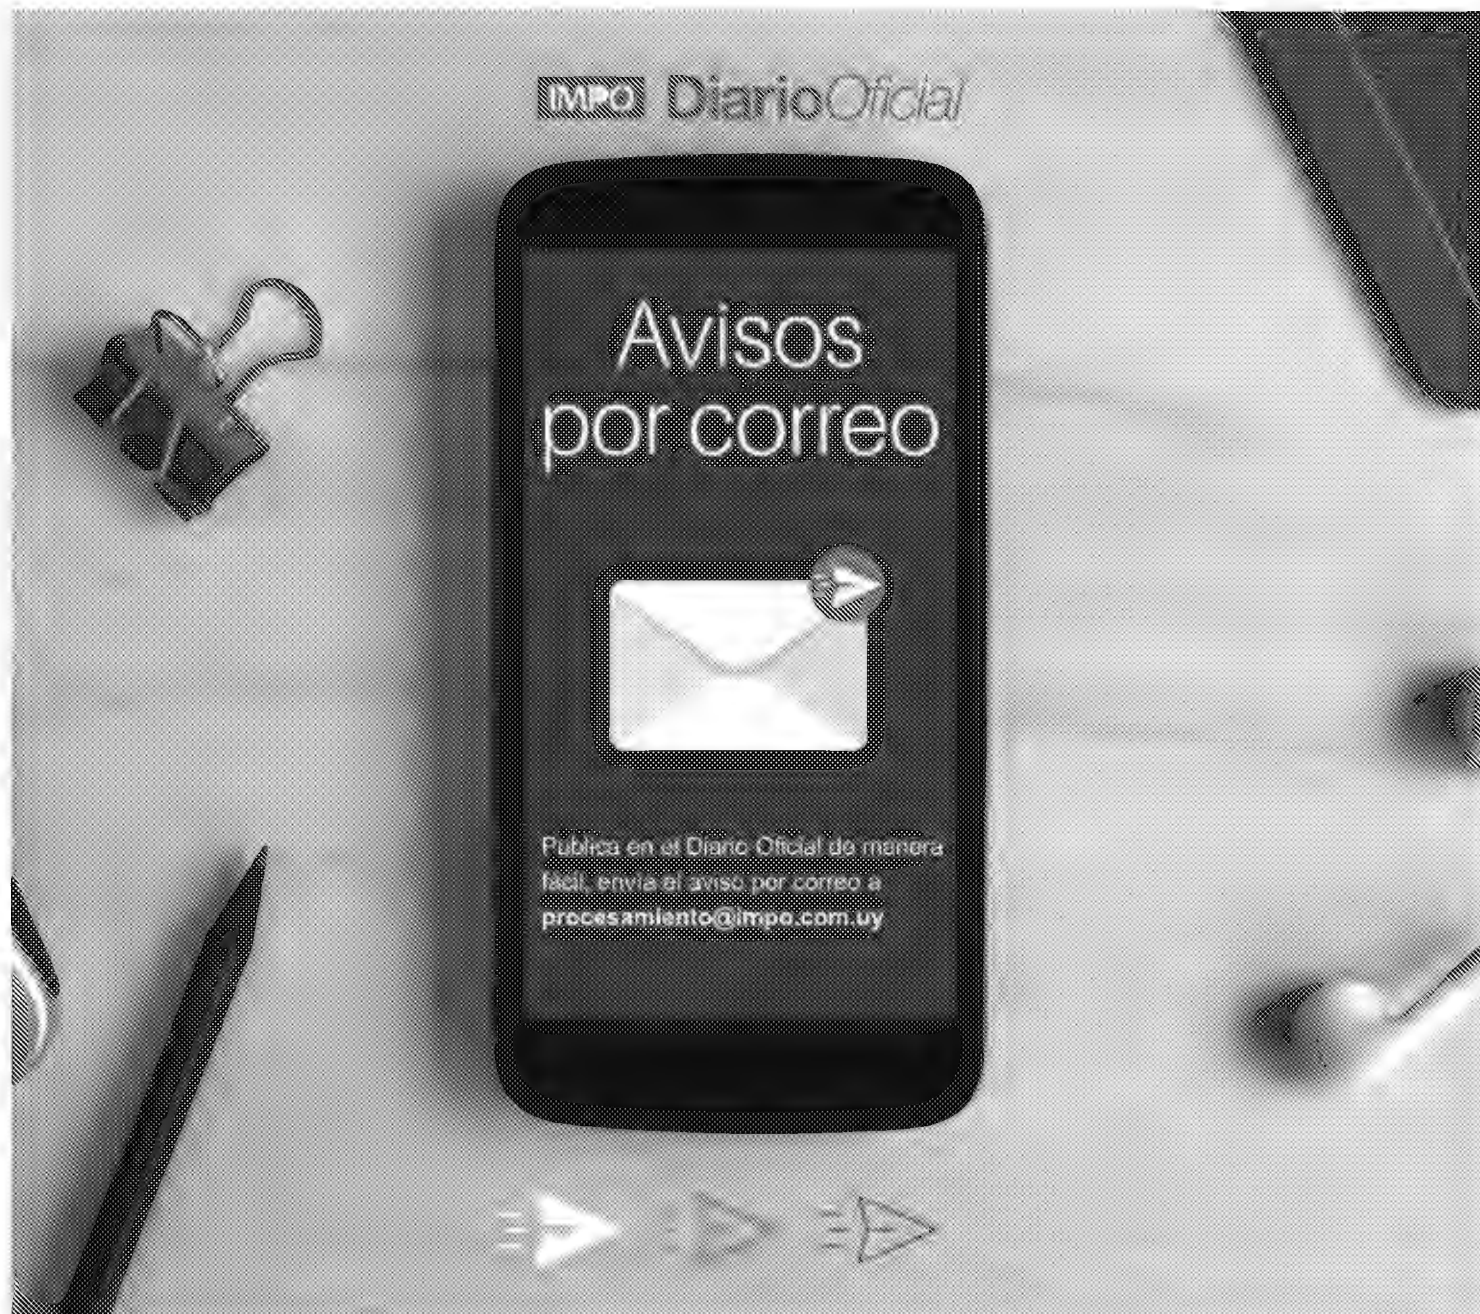 IMPO DiarioOficial
Avisos
por correo
Publica en el Diario Oficial de manera
fácil, envía el aviso por correo a
procesamiento@impo.com.uy